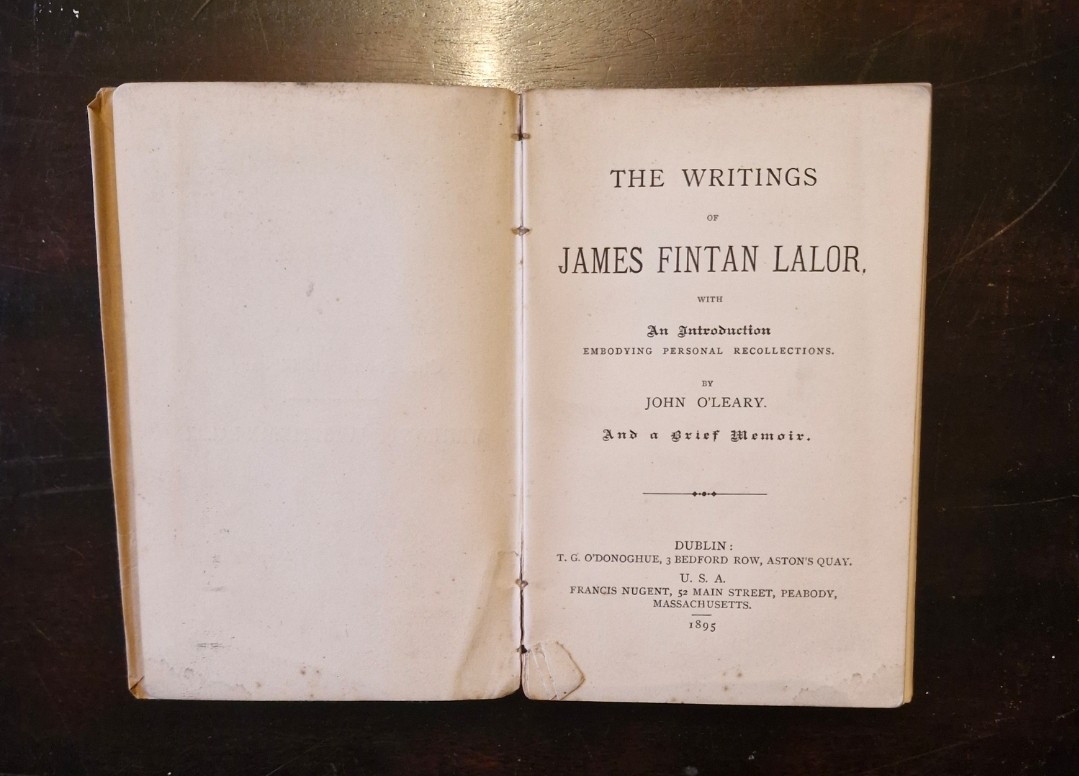 THE WRITINGS
OF
JAMES FINTAN LALOR,
WITH
An Introduction
EMBODYING PERSONAL RECOLLECTIONS.
BY
JOHN O'LEARY.
And a Brief Memoir.
DUBLIN:
T. G. O'DONOGHUE, 3 BEDFORD ROW, ASTON'S QUAY.
U. S. A.
FRANCIS NUGENT, 52 MAIN STREET, PEABODY,
MASSACHUSETTS.
1895